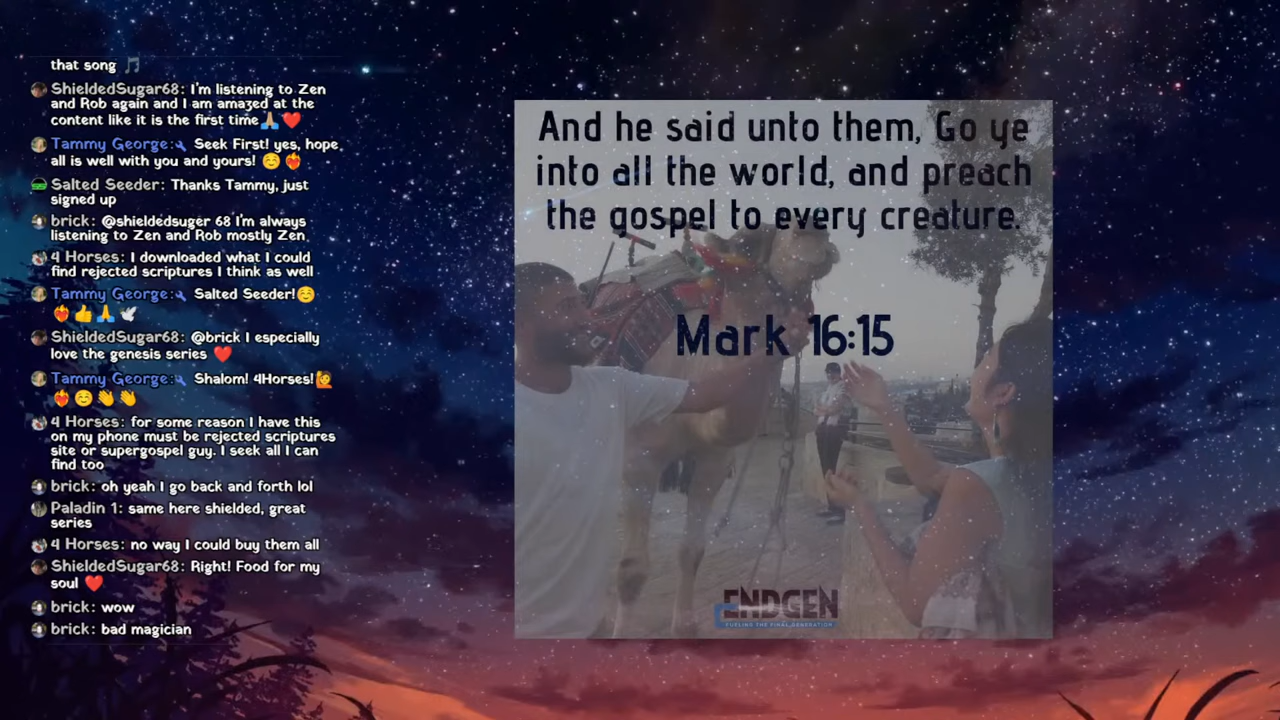 that song 🎵
ShieldedSugar68: I'm listening to Zen
and Rob again and I am amazed at the
content like it is the first time🙏🏼❤️
Tammy George: Seek First! yes, hope
all is well with you and yours! ☺️❤️‍🔥
Salted Seeder: Thanks Tammy, just
signed up
brick: @shieldedsuger 68 I'm always
listening to Zen and Rob mostly Zen
4 Horses: I downloaded what I could
find rejected scriptures I think as well
Tammy George: Salted Seeder!☺️
❤️‍🔥👍🙏🕊️
ShieldedSugar68: @brick I especially
love the genesis series ❤️
Tammy George: Shalom! 4Horses!🙋
❤️‍🔥☺️👏👏
4 Horses: for some reason I have this
on my phone must be rejected scriptures
site or supergospel guy. I seek all I can
find too
brick: oh yeah I go back and forth lol
Paladin 1: same here shielded, great
series
4 Horses: no way I could buy them all
ShieldedSugar68: Right! Food for my
soul ❤️
brick: wow
brick: bad magician
And he said unto them, Go ye
into all the world, and preach
the gospel to every creature.
Mark 16:15
ENDGEN
FUELING THE FINAL GENERATION